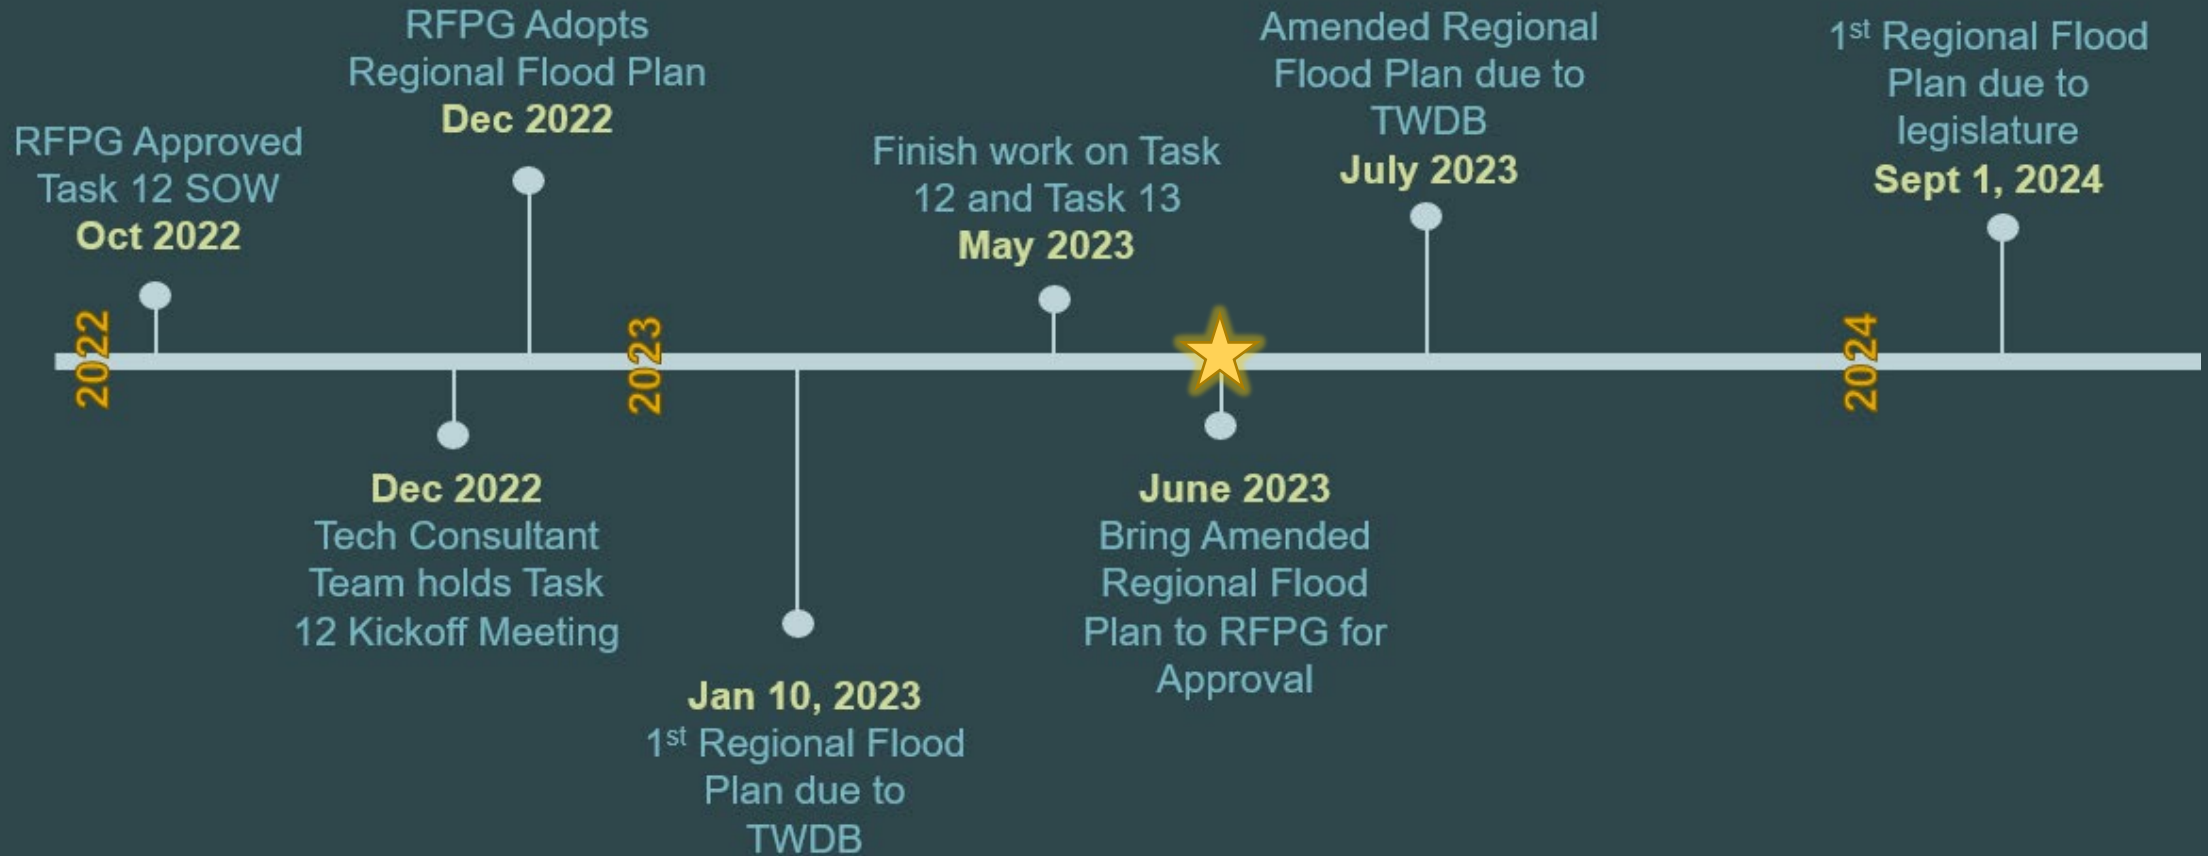 RFPG Approved
Task 12 SOW
Oct 2022
RFPG Adopts
Regional Flood Plan
Dec 2022
Finish work on Task
12 and Task 13
May 2023
Amended Regional
Flood Plan due to
TWDB
July 2023
1st Regional Flood
Plan due to
legislature
Sept 1, 2024
2022
2023
2024
Dec 2022
Tech Consultant
Team holds Task
12 Kickoff Meeting
Jan 10, 2023
1st Regional Flood
Plan due to
TWDB
June 2023
Bring Amended
Regional Flood
Plan to RFPG for
Approval